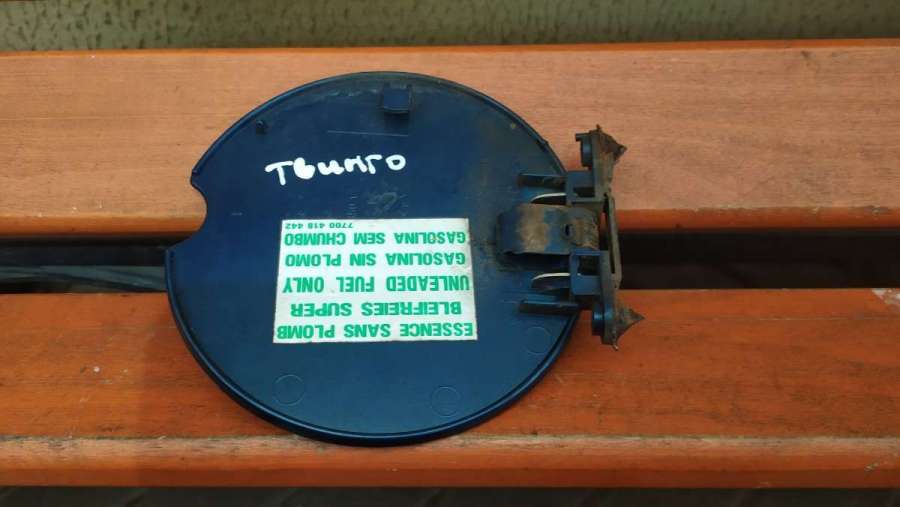 Твинго
ESSENCE SANS PLOMB
BLEIFREIES SUPER
UNLEADED FUEL ONLY
GASOLINA SIN PLOMO
GASOLINA SEM CHUMBO
7700 418 442